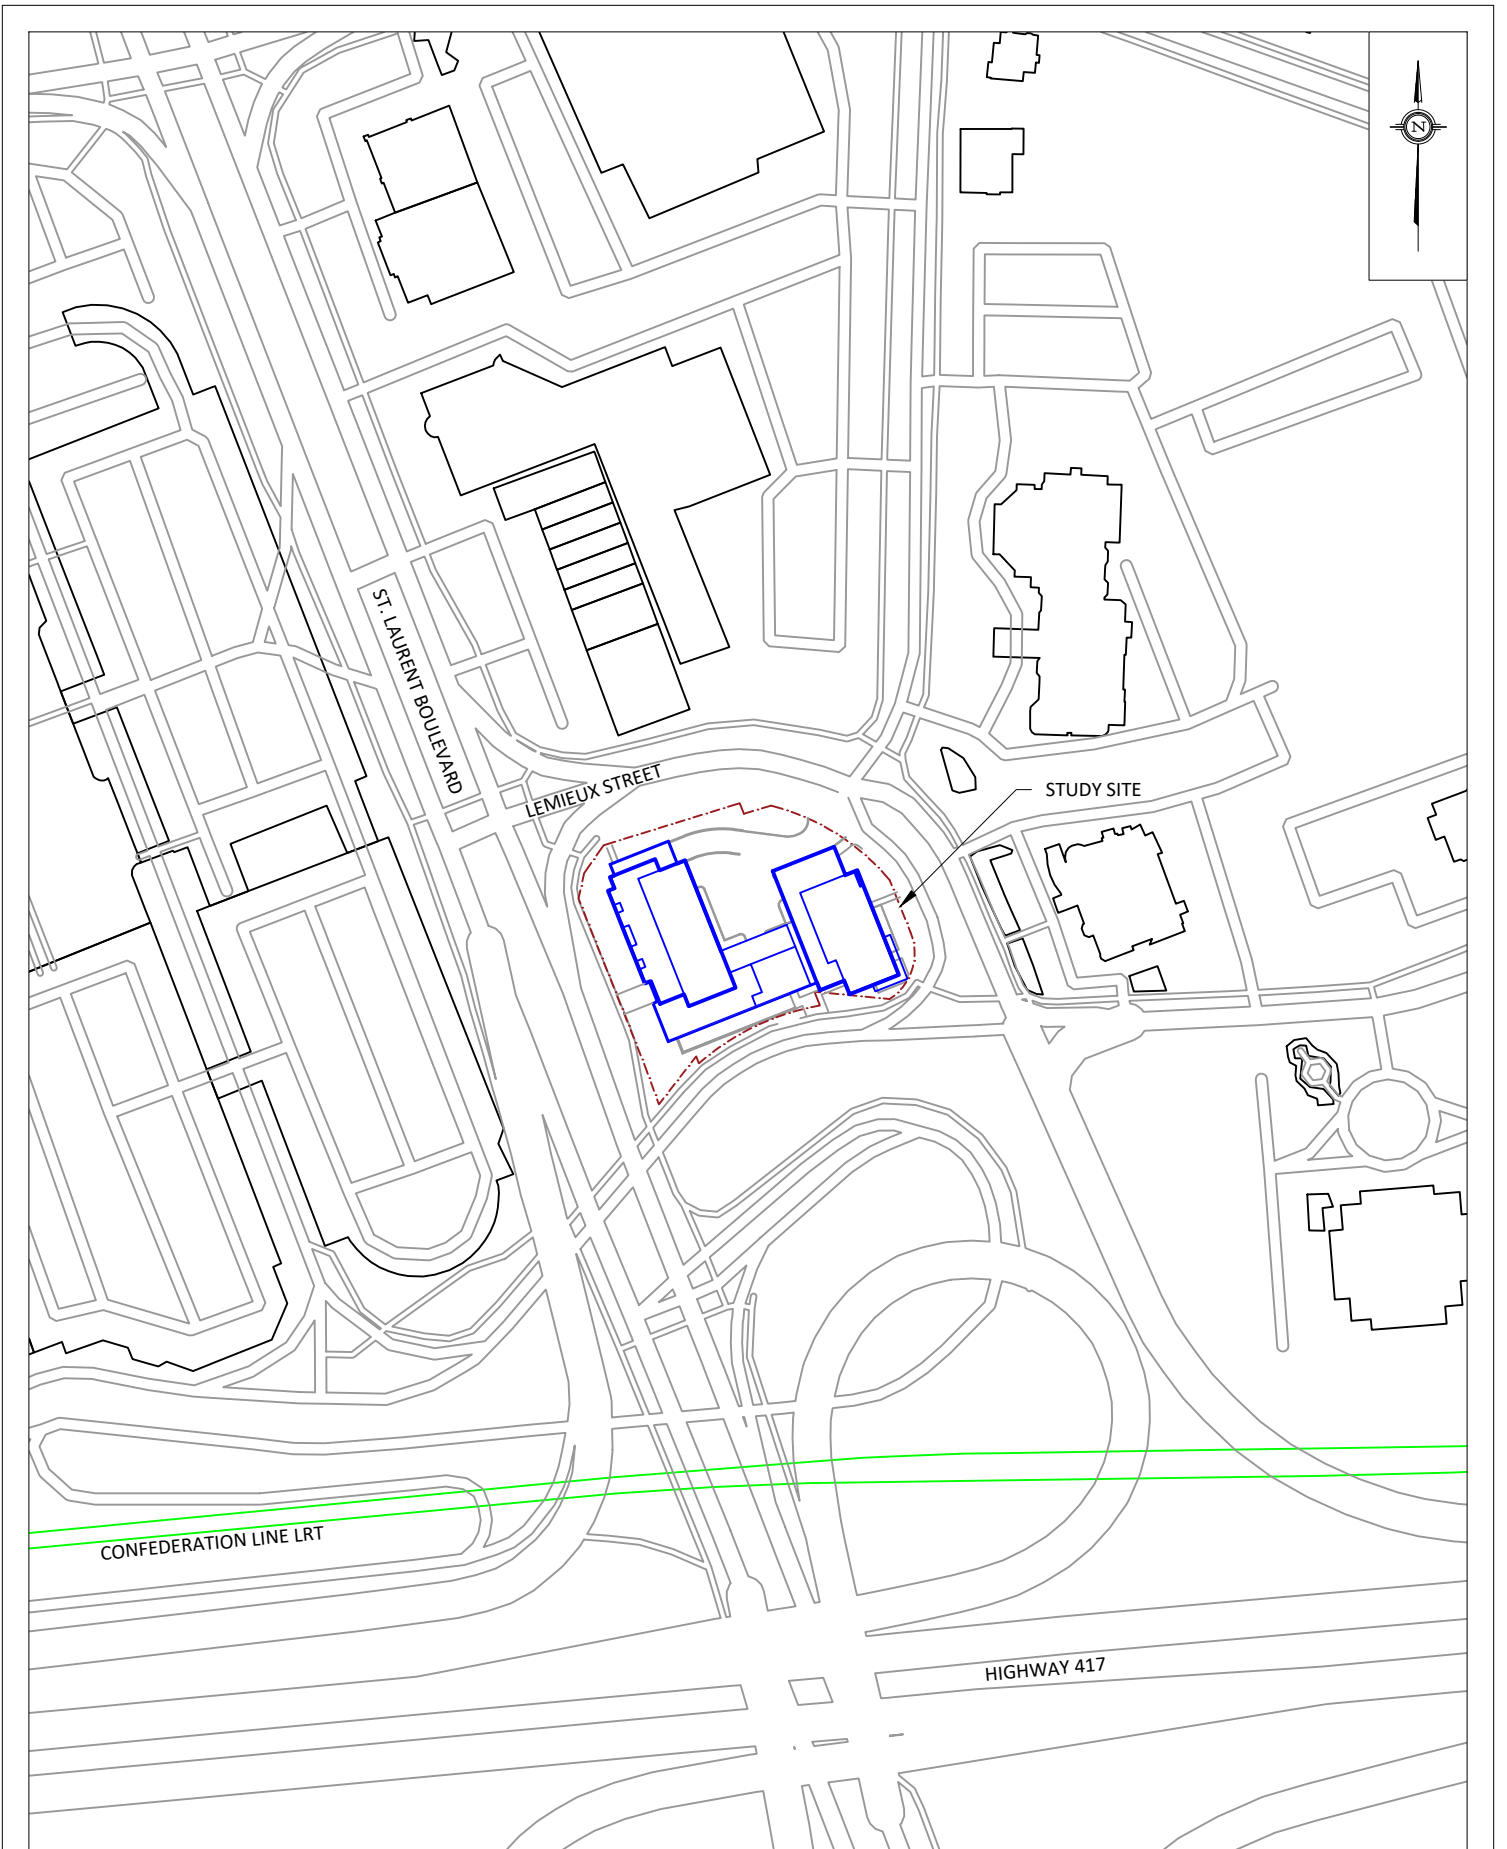 N
ST. LAURENT BOULEVARD
LEMIEUX STREET
STUDY SITE
CONFEDERATION LINE LRT
HIGHWAY 417